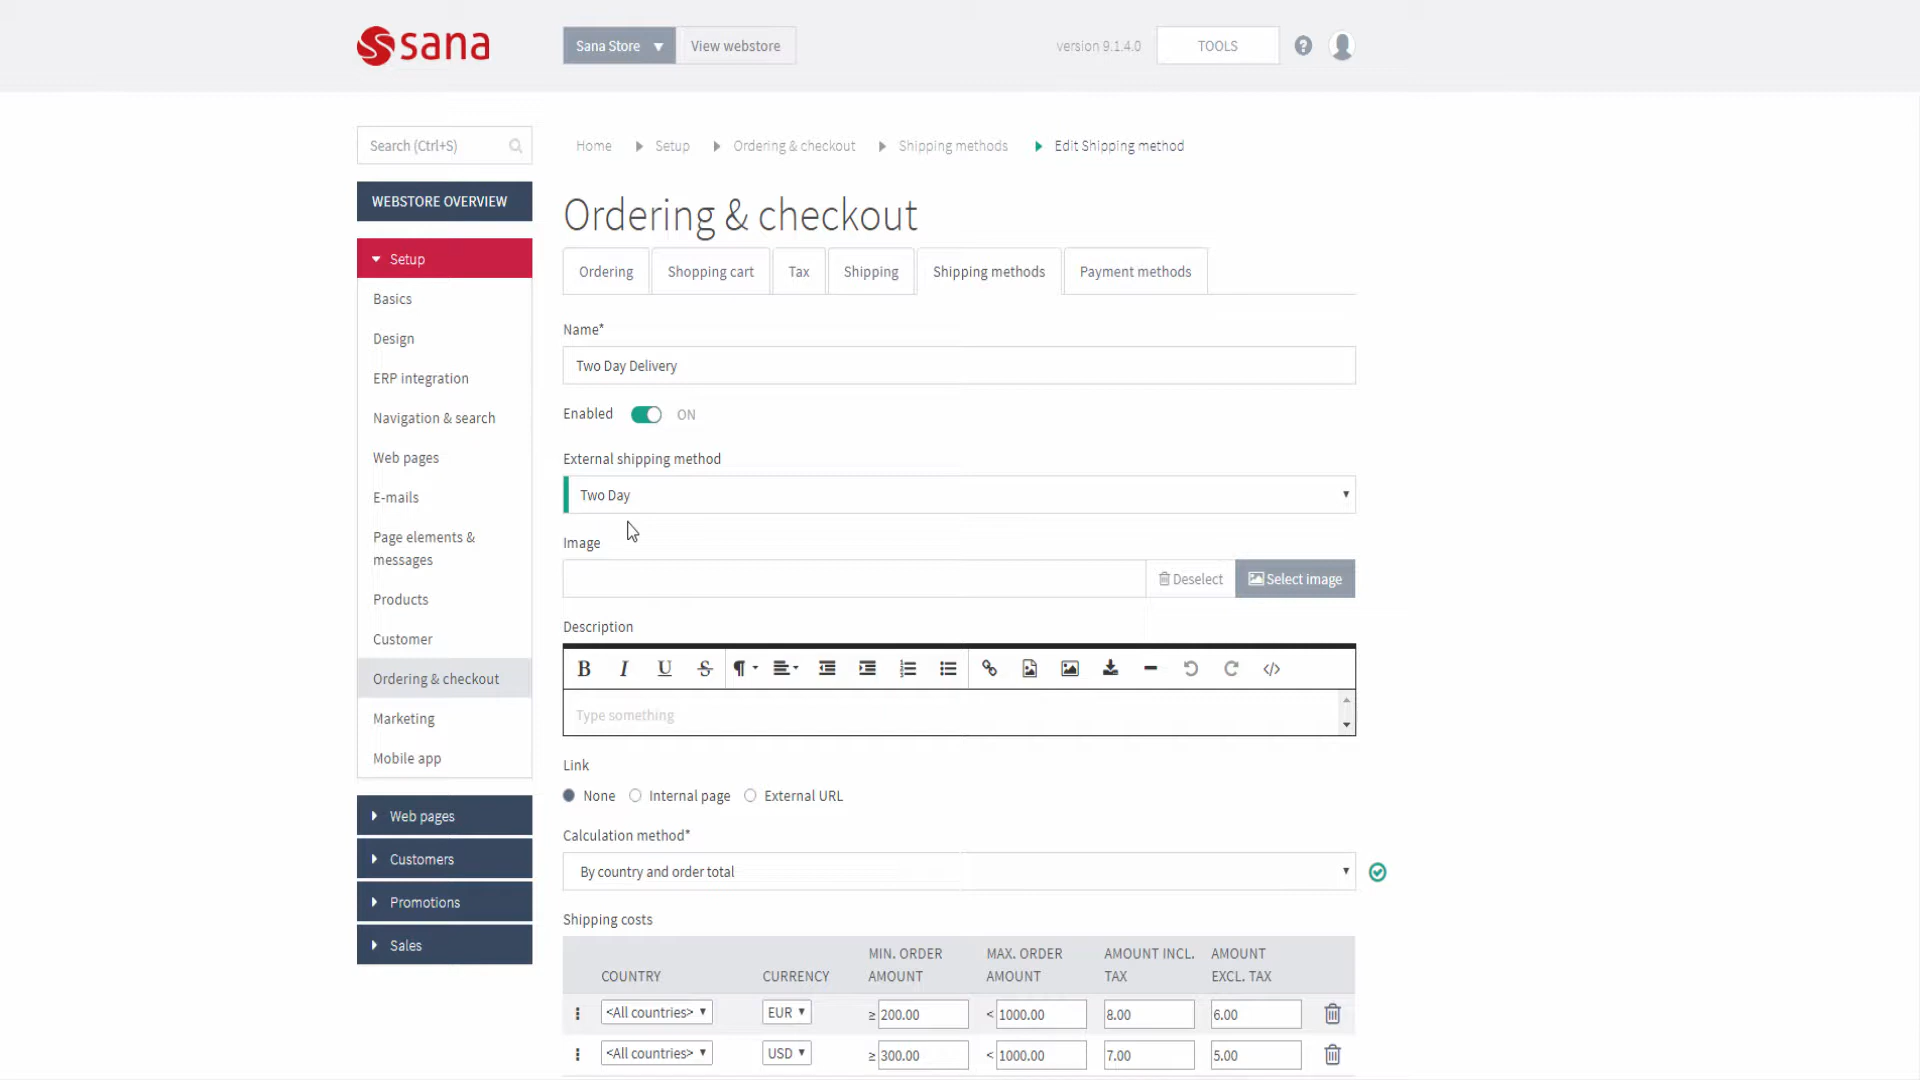 sana
Sana Store
View webstore
version 9.1.4.0
TOOLS
?
Search (Ctrl+S)
Home
Setup
Ordering & checkout
Shipping methods
Edit Shipping method
WEBSTORE OVERVIEW
Ordering & checkout
Setup
Ordering
Shopping cart
Tax
Shipping
Shipping methods
Payment methods
Basics
Design
ERP integration
Navigation & search
Web pages
E-mails
Page elements &
messages
Products
Customer
Ordering & checkout
Marketing
Mobile app
Web pages
Customers
Promotions
Sales
Name*
Two Day Delivery
Enabled
ON
External shipping method
Two Day
Image
Deselect
Select image
Description
B I U S
Type something
Link
None
Internal page
External URL
Calculation method*
By country and order total
Shipping costs
COUNTRY
CURRENCY
MIN. ORDER
AMOUNT
MAX. ORDER
AMOUNT
AMOUNT INCL.
TAX
AMOUNT
EXCL. TAX
<All countries> EUR ≥ 200.00 < 1000.00 8.00 6.00
<All countries> USD ≥ 300.00 < 1000.00 7.00 5.00